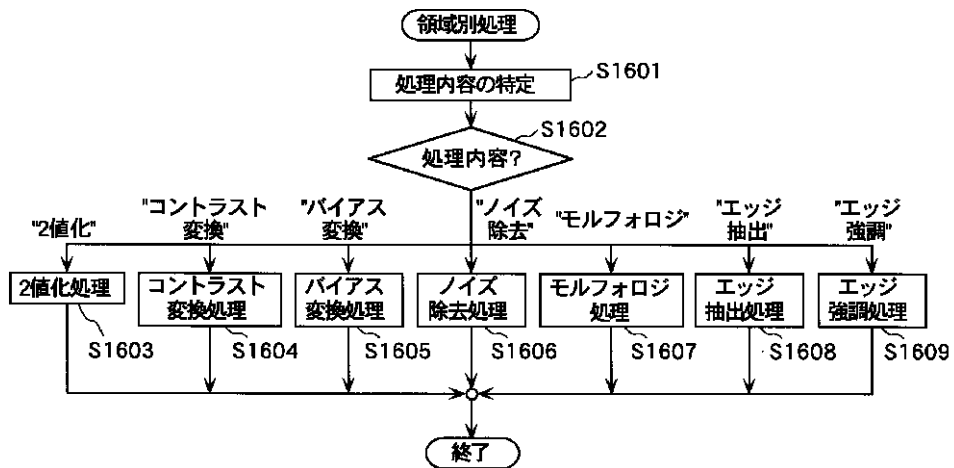 領域別処理
処理内容の特定
S1601
S1602
処理内容?
"2値化"
"コントラスト
変換"
"バイアス
変換"
"ノイズ
除去"
"モルフォロジ"
"エッジ
抽出"
"エッジ
強調"
2値化処理
コントラスト
変換処理
バイアス
変換処理
ノイズ
除去処理
モルフォロジ
処理
エッジ
抽出処理
エッジ
強調処理
S1603
S1604
S1605
S1606
S1607
S1608
S1609
終了